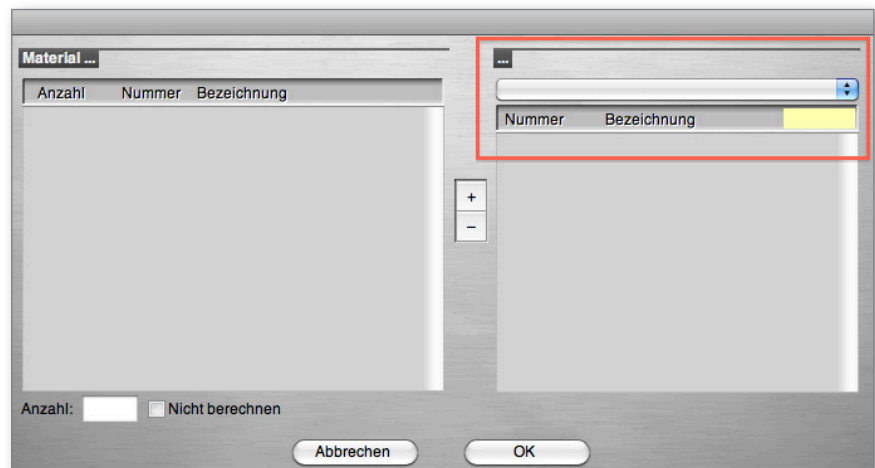 Material ...
...
Anzahl Nummer Bezeichnung
Nummer Bezeichnung
+
–
Anzahl:
Nicht berechnen
Abbrechen
OK